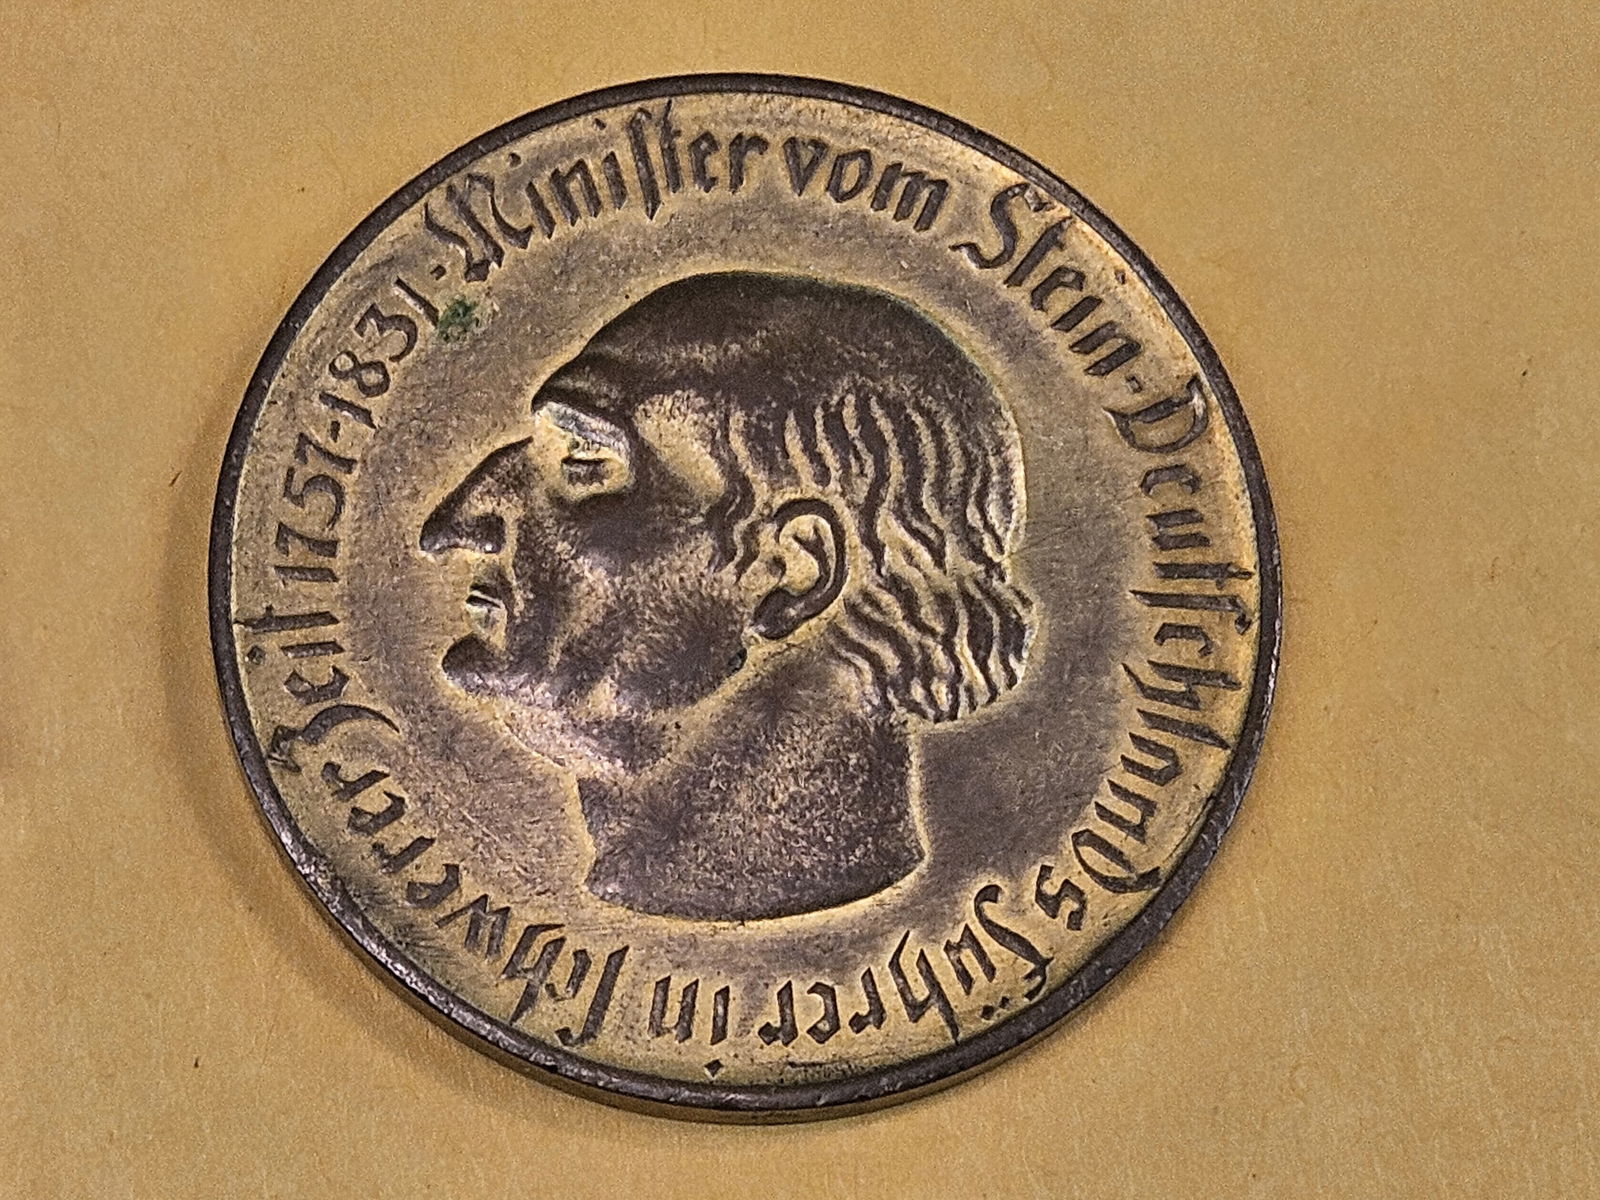 Minister vom Stein · Deutschlands Führer in schwerer Zeit 1757-1831 ·